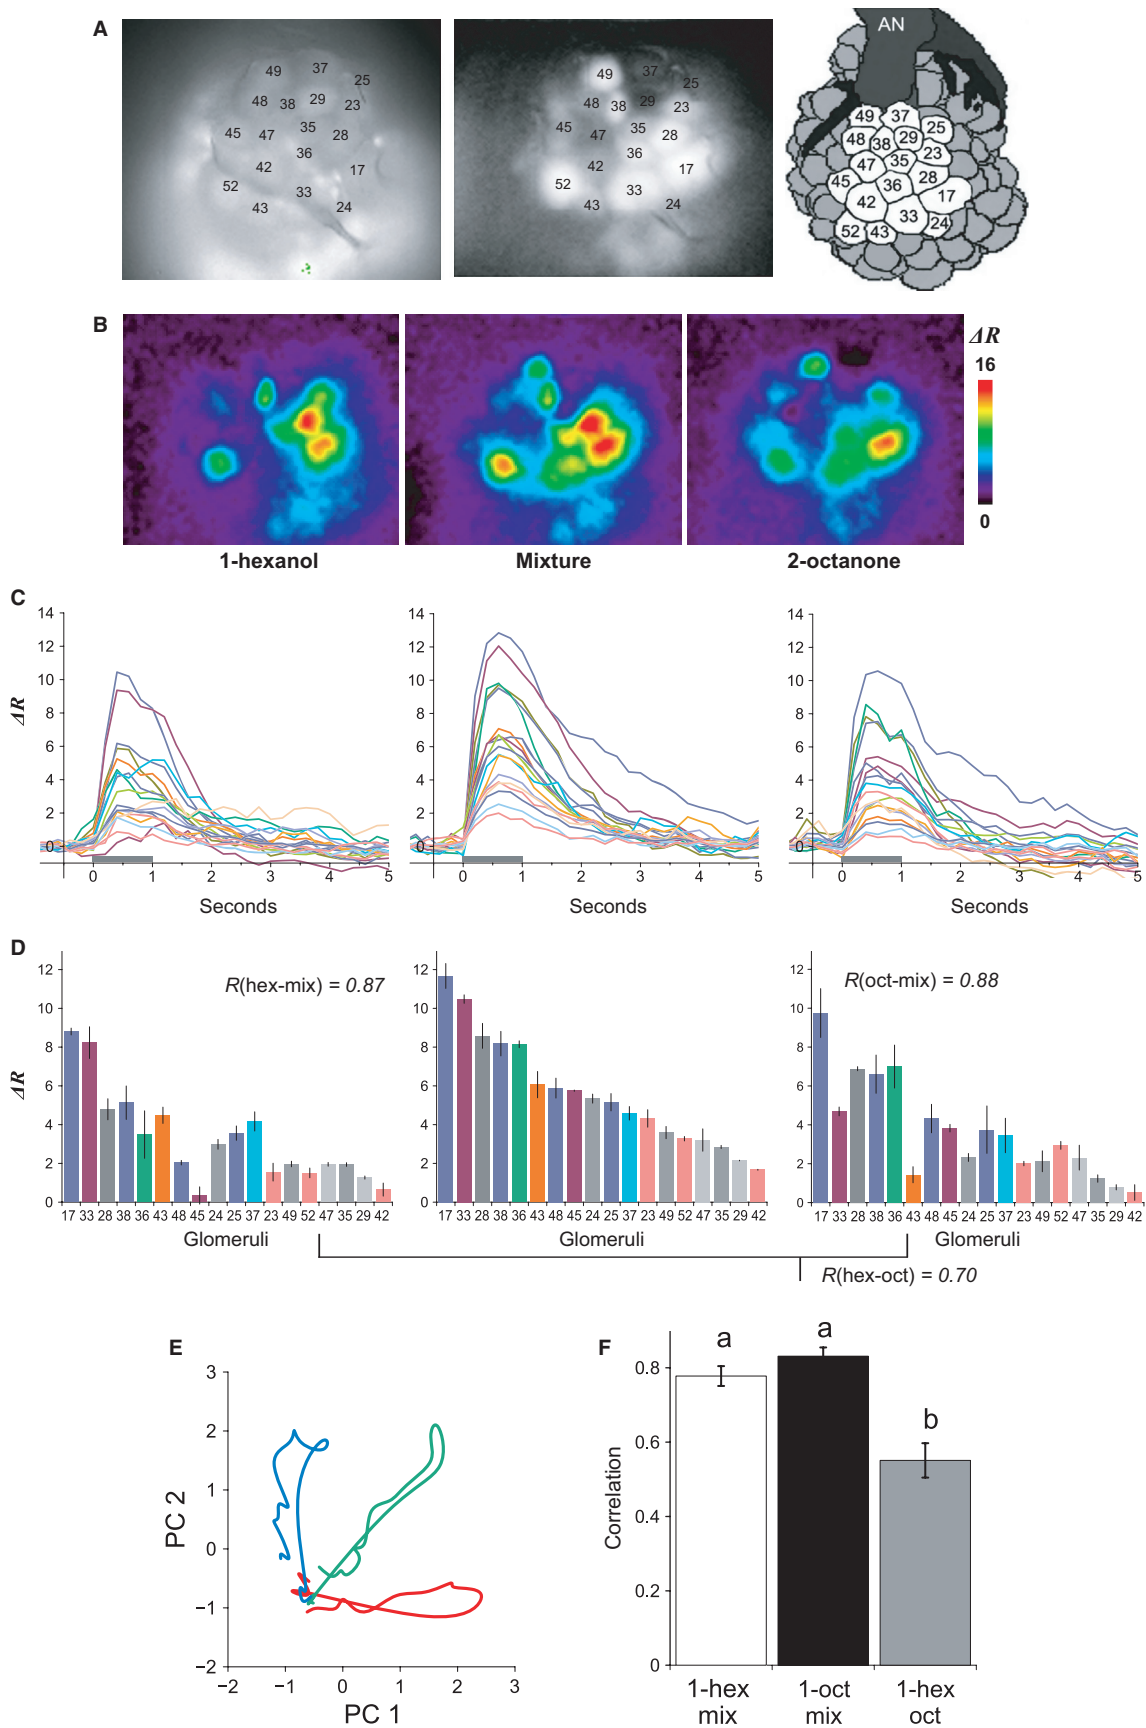 A
49 37 25
48 38 29 23
45 47 35 28
42 36 17
52 33
43 24
49 37 25
48 38 29 23
45 47 35 28
42 36 17
52 33
43 24
AN
49 37 25
48 38 29
47 35 23
45 36 28 17
42 33
52 43 24
B
ΔR
16
0
1-hexanol Mixture 2-octanone
C
ΔR
14
12
10
8
6
4
2
0
0 1 2 3 4 5
Seconds
14
12
10
8
6
4
2
0
0 1 2 3 4 5
Seconds
14
12
10
8
6
4
2
0
0 1 2 3 4 5
Seconds
D
ΔR
12
10
8
6
4
2
0
R(hex-mix) = 0.87
17 33 28 38 36 43 48 45 24 25 37 23 49 52 47 35 29 42
Glomeruli
12
10
8
6
4
2
0
17 33 28 38 36 43 48 45 24 25 37 23 49 52 47 35 29 42
Glomeruli
12
10
8
6
4
2
0
R(oct-mix) = 0.88
17 33 28 38 36 43 48 45 24 25 37 23 49 52 47 35 29 42
Glomeruli
R(hex-oct) = 0.70
E
PC 2
3
2
1
0
−1
−2
−2 −1 0 1 2 3
PC 1
F
Correlation
0.8
0.6
0.4
0.2
0
a a b
1-hex 1-oct 1-hex
mix mix oct